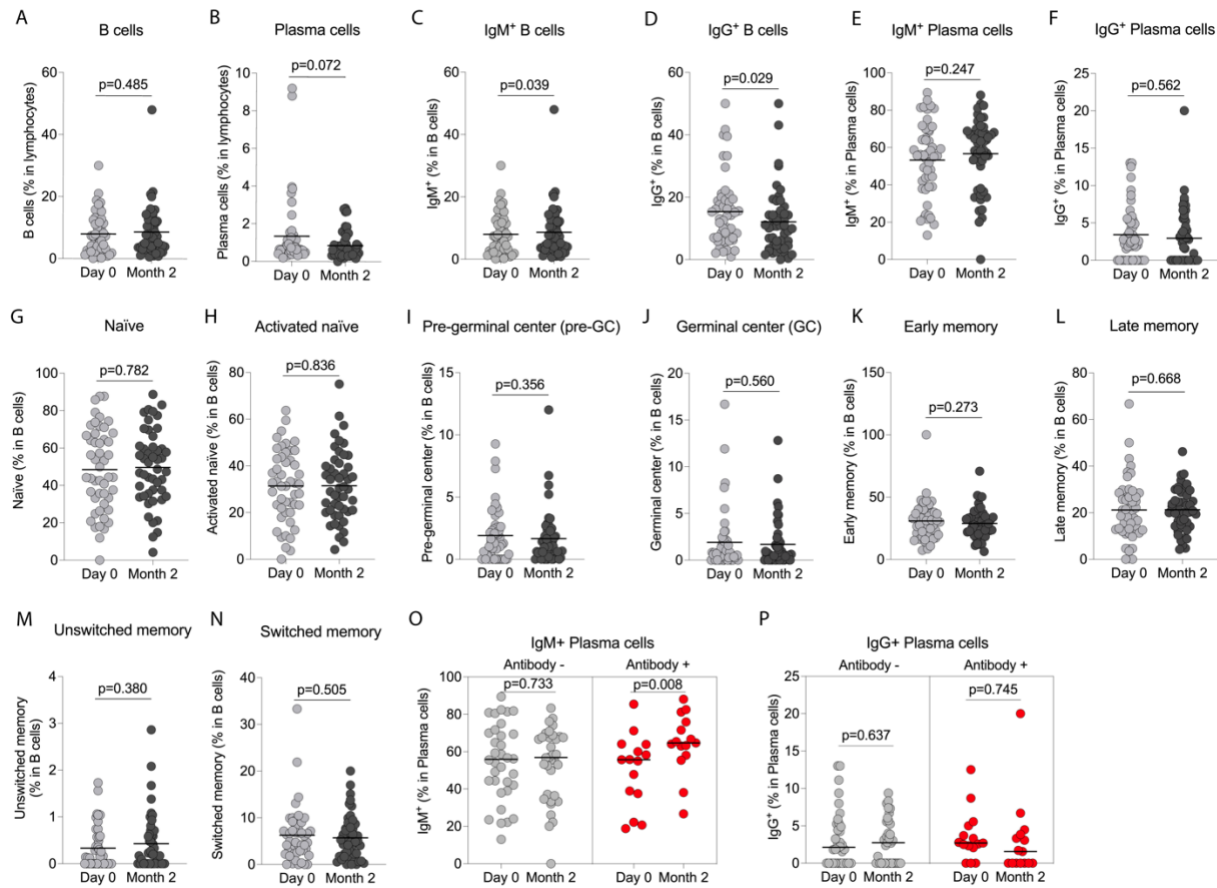 A
B cells
B cells (% in lymphocytes)
60
40
20
0
p=0.485
Day 0 Month 2
B
Plasma cells
Plasma cells (% in lymphocytes)
10
8
6
4
2
0
p=0.072
Day 0 Month 2
C
IgM⁺ B cells
IgM⁺ (% in B cells)
60
40
20
0
p=0.039
Day 0 Month 2
D
IgG⁺ B cells
IgG⁺ (% in B cells)
60
40
20
0
p=0.029
Day 0 Month 2
E
IgM⁺ Plasma cells
IgM⁺ (% in Plasma cells)
100
80
60
40
20
0
p=0.247
Day 0 Month 2
F
IgG⁺ Plasma cells
IgG⁺ (% in Plasma cells)
25
20
15
10
5
0
p=0.562
Day 0 Month 2
G
Naïve
Naïve (% in B cells)
100
80
60
40
20
0
p=0.782
Day 0 Month 2
H
Activated naïve
Activated naïve (% in B cells)
80
60
40
20
0
p=0.836
Day 0 Month 2
I
Pre-germinal center (pre-GC)
Pre-germinal center (% in B cells)
15
10
5
0
p=0.356
Day 0 Month 2
J
Germinal center (GC)
Germinal center (% in B cells)
20
15
10
5
0
p=0.560
Day 0 Month 2
K
Early memory
Early memory (% in B cells)
150
100
50
0
p=0.273
Day 0 Month 2
L
Late memory
Late memory (% in B cells)
80
60
40
20
0
p=0.668
Day 0 Month 2
M
Unswitched memory
Unswitched memory
(% in B cells)
4
3
2
1
0
p=0.380
Day 0 Month 2
N
Switched memory
Switched memory (% in B cells)
40
30
20
10
0
p=0.505
Day 0 Month 2
O
IgM+ Plasma cells
Antibody - Antibody +
IgM⁺ (% in Plasma cells)
100
80
60
40
20
0
p=0.733 p=0.008
Day 0 Month 2 Day 0 Month 2
P
IgG+ Plasma cells
Antibody - Antibody +
IgG⁺ (% in Plasma cells)
25
20
15
10
5
0
p=0.637 p=0.745
Day 0 Month 2 Day 0 Month 2